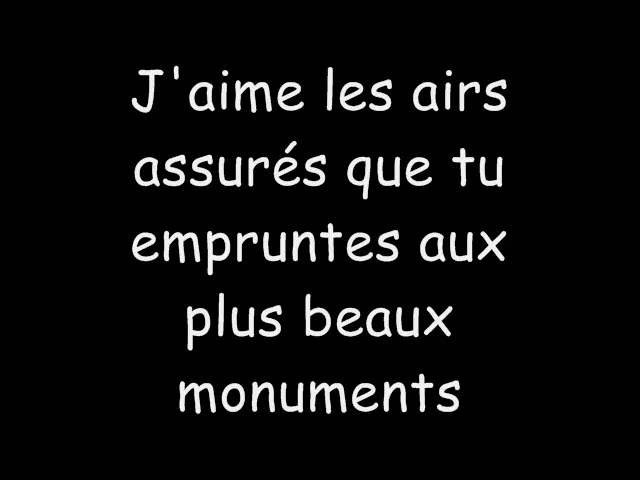 J'aime les airs
assurés que tu
empruntes aux
plus beaux
monuments